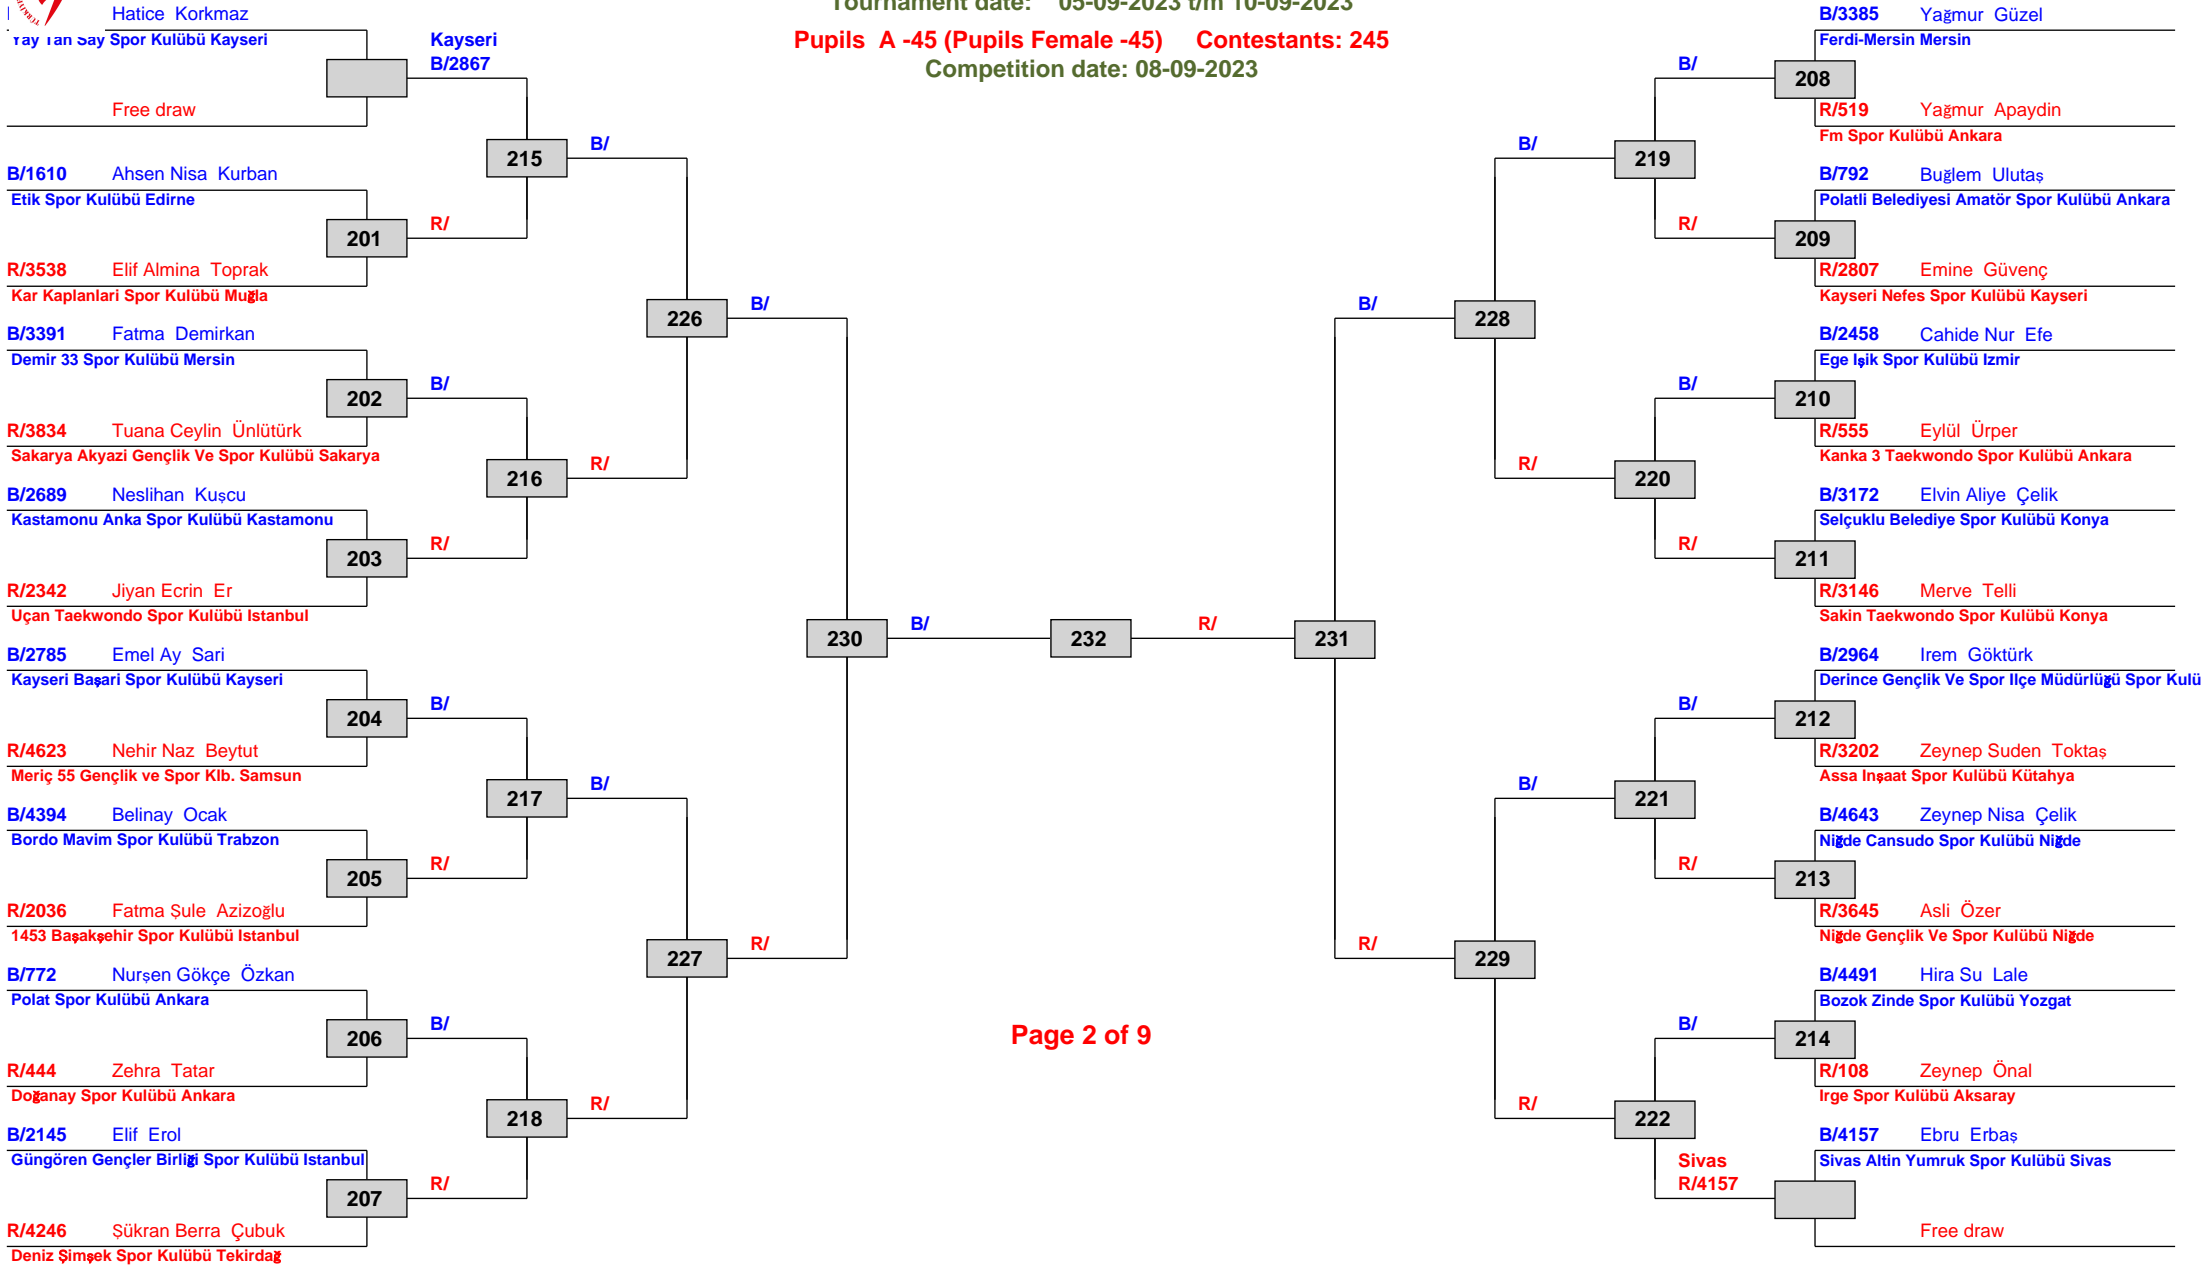 Tournament date: 05-09-2023 t/m 10-09-2023
Pupils A -45 (Pupils Female -45) Contestants: 245
Competition date: 08-09-2023
Hatice Korkmaz
Yay Tan Say Spor Kulübü Kayseri
Free draw
Kayseri
B/2867
B/1610 Ahsen Nisa Kurban
Etik Spor Kulübü Edirne
201
R/
R/3538 Elif Almina Toprak
Kar Kaplanlari Spor Kulübü Muğla
215
B/
B/3391 Fatma Demirkan
Demir 33 Spor Kulübü Mersin
202
B/
R/3834 Tuana Ceylin Ünlütürk
Sakarya Akyazi Gençlik Ve Spor Kulübü Sakarya
216
R/
B/2689 Neslihan Kuşcu
Kastamonu Anka Spor Kulübü Kastamonu
203
R/
R/2342 Jiyan Ecrin Er
Uçan Taekwondo Spor Kulübü Istanbul
226
B/
B/2785 Emel Ay Sari
Kayseri Başari Spor Kulübü Kayseri
204
B/
R/4623 Nehir Naz Beytut
Meriç 55 Gençlik ve Spor Klb. Samsun
217
B/
B/4394 Belinay Ocak
Bordo Mavim Spor Kulübü Trabzon
205
R/
R/2036 Fatma Şule Azizoğlu
1453 Başakşehir Spor Kulübü Istanbul
227
R/
B/772 Nurşen Gökçe Özkan
Polat Spor Kulübü Ankara
206
B/
R/444 Zehra Tatar
Doğanay Spor Kulübü Ankara
218
R/
B/2145 Elif Erol
Güngören Gençler Birliği Spor Kulübü Istanbul
207
R/
R/4246 Şükran Berra Çubuk
Deniz Şimşek Spor Kulübü Tekirdağ
230
B/
232
R/
231
Page 2 of 9
B/3385 Yağmur Güzel
Ferdi-Mersin Mersin
B/
208
R/519 Yağmur Apaydin
Fm Spor Kulübü Ankara
B/
219
B/792 Buğlem Ulutaş
Polatli Belediyesi Amatör Spor Kulübü Ankara
R/
209
R/2807 Emine Güvenç
Kayseri Nefes Spor Kulübü Kayseri
B/
228
B/2458 Cahide Nur Efe
Ege Işik Spor Kulübü Izmir
B/
210
R/555 Eylül Ürper
Kanka 3 Taekwondo Spor Kulübü Ankara
R/
220
B/3172 Elvin Aliye Çelik
Selçuklu Belediye Spor Kulübü Konya
R/
211
R/3146 Merve Telli
Sakin Taekwondo Spor Kulübü Konya
B/2964 Irem Göktürk
Derince Gençlik Ve Spor Ilçe Müdürlüğü Spor Kulü
B/
212
R/3202 Zeynep Suden Toktaş
Assa Inşaat Spor Kulübü Kütahya
B/
221
B/4643 Zeynep Nisa Çelik
Niğde Cansudo Spor Kulübü Niğde
R/
213
R/3645 Asli Özer
Niğde Gençlik Ve Spor Kulübü Niğde
R/
229
B/4491 Hira Su Lale
Bozok Zinde Spor Kulübü Yozgat
B/
214
R/108 Zeynep Önal
Irge Spor Kulübü Aksaray
R/
222
B/4157 Ebru Erbaş
Sivas Altin Yumruk Spor Kulübü Sivas
Sivas
R/4157
Free draw